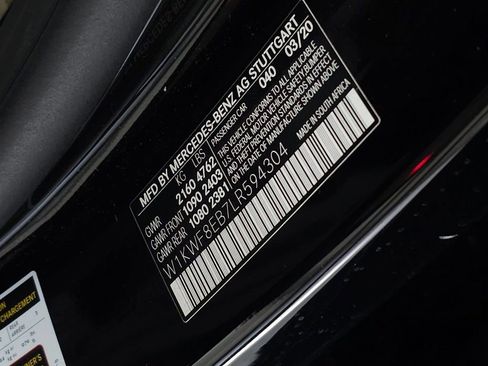 MFD BY MERCEDES-BENZ AG STUTTGART
KG LBS
GVWR 2160 4740
GAWR FRONT 1090 2403
GAWR REAR 1080 2381
PASSENGER CAR 040 03/20
THIS VEHICLE CONFORMS TO ALL APPLICABLE
U.S. FEDERAL MOTOR VEHICLE SAFETY, BUMPER
AND THEFT PREVENTION STANDARDS IN EFFECT
ON THE DATE OF MANUFACTURE SHOWN ABOVE.
MADE IN SOUTH AFRICA
W1KWF8EB7LR594304
CHARGEMENT